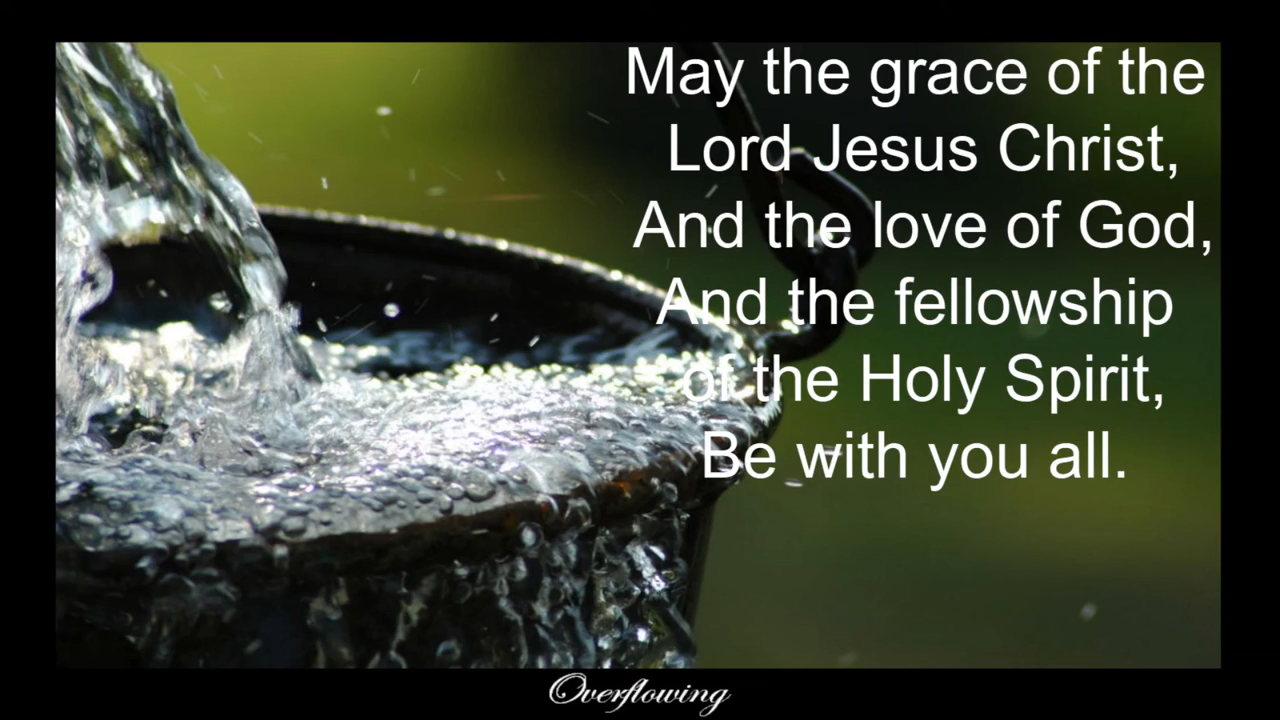 May the grace of the
Lord Jesus Christ,
And the love of God,
And the fellowship
of the Holy Spirit,
Be with you all.
Overflowing